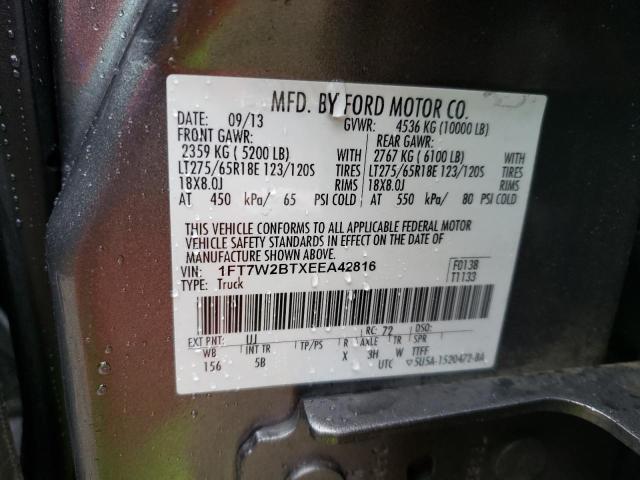 MFD. BY FORD MOTOR CO.
DATE: 09/13 GVWR: 4536 KG (10000 LB)
FRONT GAWR: REAR GAWR:
2359 KG (5200 LB) WITH 2767 KG (6100 LB) WITH
LT275/65R18E 123/120S TIRES LT275/65R18E 123/120S TIRES
18X8.0J RIMS 18X8.0J RIMS
AT 450 kPa/ 65 PSI COLD AT 550 kPa/ 80 PSI COLD
THIS VEHICLE CONFORMS TO ALL APPLICABLE FEDERAL MOTOR
VEHICLE SAFETY STANDARDS IN EFFECT ON THE DATE OF
MANUFACTURE SHOWN ABOVE.
VIN: 1FT7W2BTXEEA42816 F0138
TYPE: Truck T1133
EXT PNT: UJ RC: 72 DSO:
WB INT TR TP/PS R AXLE TR SPR
156 5B X 3H W TTFF
UTC 5U5A-1520472-BA